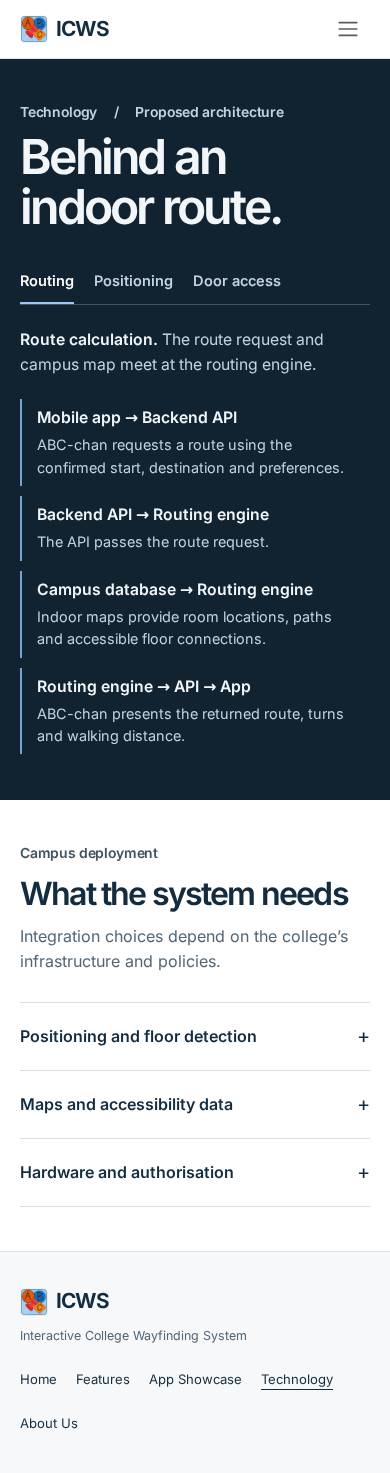 ICWS
Technology / Proposed architecture
Behind an
indoor route.
Routing Positioning Door access
Route calculation. The route request and
campus map meet at the routing engine.
Mobile app → Backend API
ABC-chan requests a route using the
confirmed start, destination and preferences.
Backend API → Routing engine
The API passes the route request.
Campus database → Routing engine
Indoor maps provide room locations, paths
and accessible floor connections.
Routing engine → API → App
ABC-chan presents the returned route, turns
and walking distance.
Campus deployment
What the system needs
Integration choices depend on the college’s
infrastructure and policies.
Positioning and floor detection +
Maps and accessibility data +
Hardware and authorisation +
ICWS
Interactive College Wayfinding System
Home Features App Showcase Technology
About Us